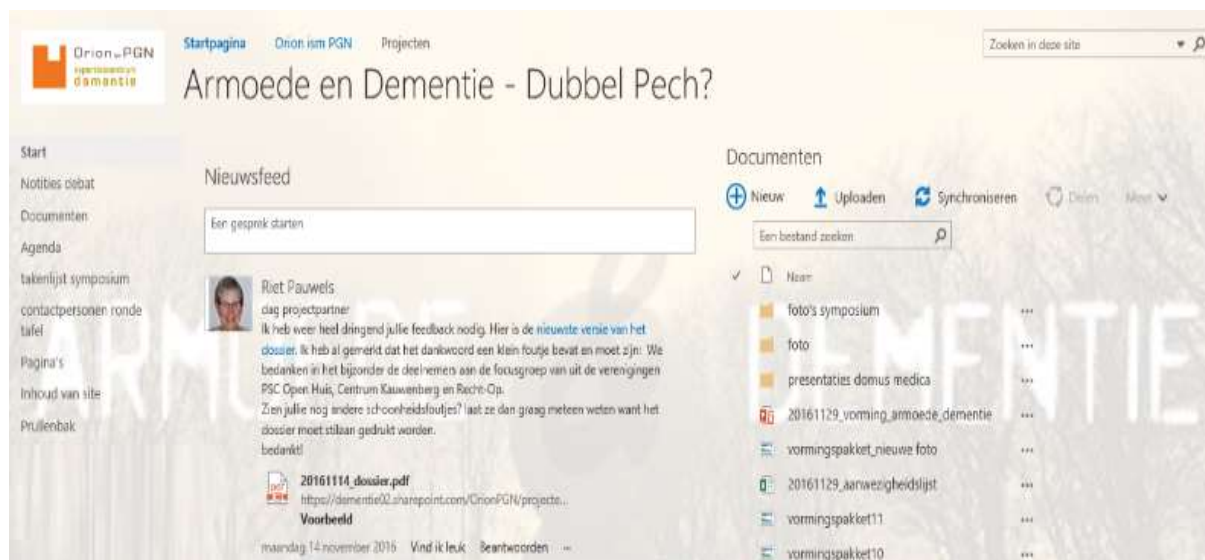 Orion ism PGN
expertisecentrum
dementie
Startpagina Orion ism PGN Projecten
Zoeken in deze site
Armoede en Dementie - Dubbel Pech?
Start
Notities debat
Documenten
Agenda
takenlijst symposium
contactpersonen ronde
tafel
Pagina's
Inhoud van site
Prullenbak
Nieuwsfeed
Een gesprek starten
Riet Pauwels
dag projectpartner
Ik heb weer heel dringend jullie feedback nodig. Hier is de nieuwste versie van het
dossier. Ik heb al gemerkt dat het dankwoord een klein foutje bevat en moet zijn: We
bedanken in het bijzonder de deelnemers aan de focusgroep van uit de verenigingen
PSC Open Huis, Centrum Kauwenberg en Recht-Op.
Zien jullie nog andere schoonheidsfoutjes? laat ze dan graag meteen weten want het
dossier moet stilaan gedrukt worden.
bedankt!
20161114_dossier.pdf
https://dementie02.sharepoint.com/OrionPGN/projecte...
Voorbeeld
maandag 14 november 2016 Vind ik leuk Beantwoorden ...
Documenten
Nieuw Uploaden Synchroniseren Delen Meer
Een bestand zoeken
Naam
foto's symposium ...
foto ...
presentaties domus medica ...
20161129_vorming_armoede_dementie ...
vormingspakket_nieuwe foto ...
20161129_aanwezigheidslijst ...
vormingspakket11 ...
vormingspakket10 ...
DEMENTIE